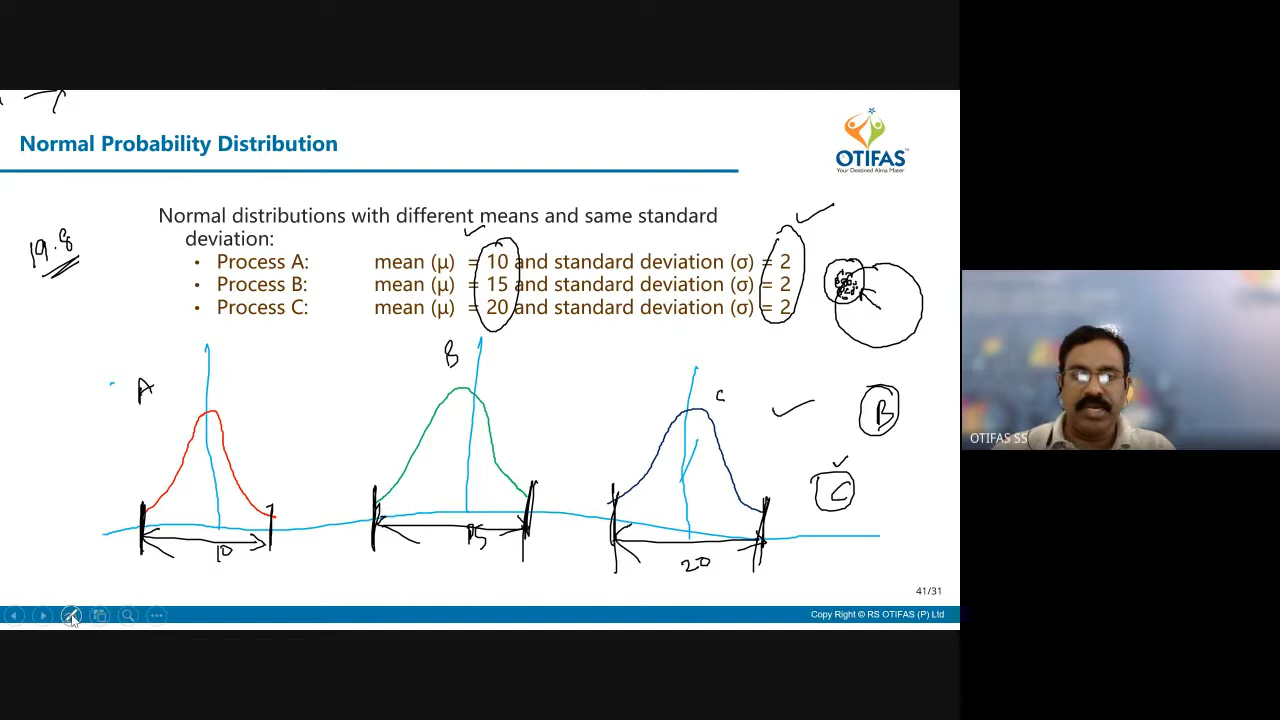 Normal Probability Distribution
OTIFAS
Your Destined Alma Mater
19.8
Normal distributions with different means and same standard
deviation:
• Process A: mean (μ) = 10 and standard deviation (σ) = 2
• Process B: mean (μ) = 15 and standard deviation (σ) = 2
• Process C: mean (μ) = 20 and standard deviation (σ) = 2
A
B
C
B
C
10
15
20
OTIFAS SS
41/31
Copy Right © RS OTIFAS (P) Ltd